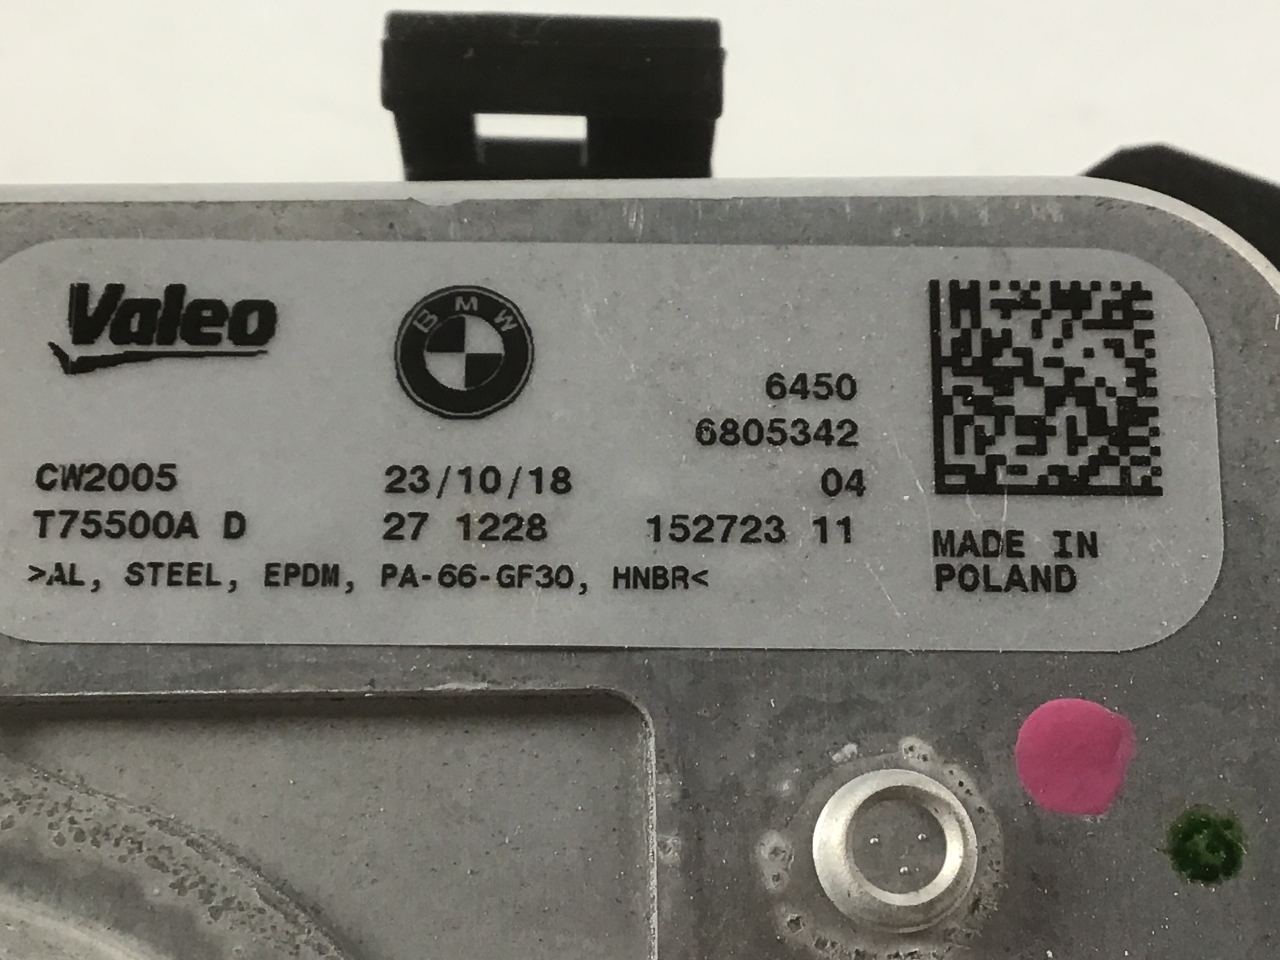 Valeo
BMW
6450
6805342
CW2005 23/10/18 04
T75500A D 27 1228 152723 11
>AL, STEEL, EPDM, PA-66-GF30, HNBR<
MADE IN
POLAND